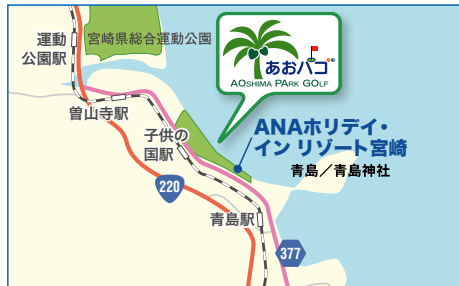 運動
公園駅
宮崎県総合運動公園
あおパゴ
AOSHIMA PARK GOLF
曽山寺駅
子供の
国駅
ANAホリデイ・
イン リゾート宮崎
青島／青島神社
220
青島駅
377